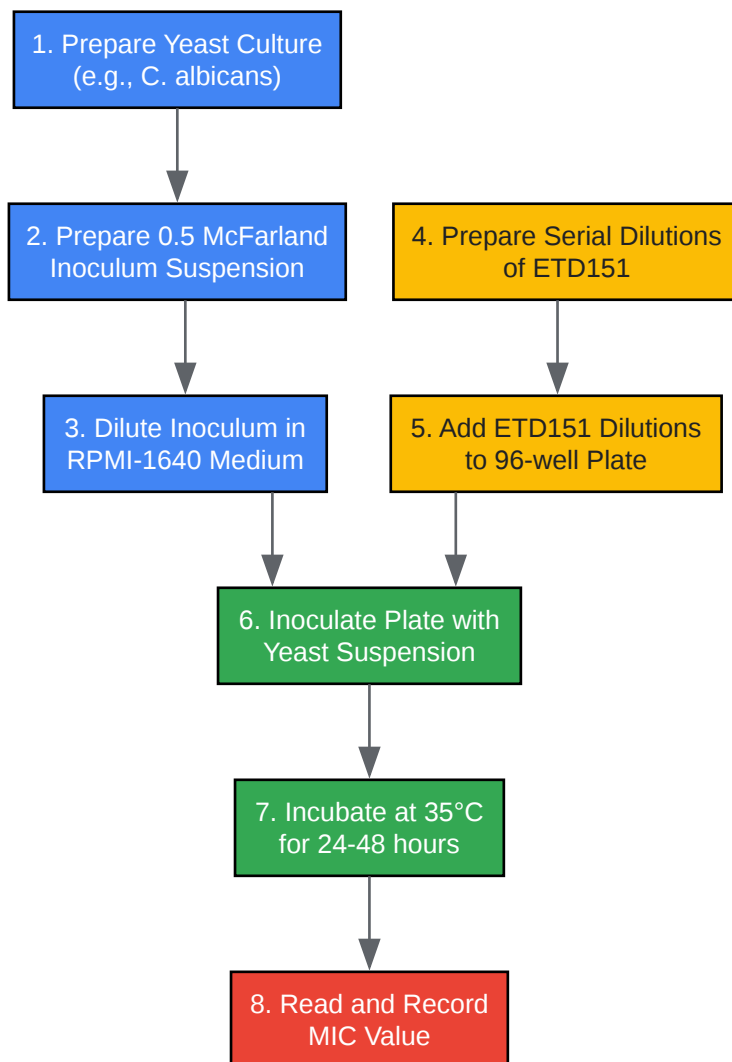 1. Prepare Yeast Culture
(e.g., C. albicans)
2. Prepare 0.5 McFarland
Inoculum Suspension
4. Prepare Serial Dilutions
of ETD151
3. Dilute Inoculum in
RPMI-1640 Medium
5. Add ETD151 Dilutions
to 96-well Plate
6. Inoculate Plate with
Yeast Suspension
7. Incubate at 35°C
for 24-48 hours
8. Read and Record
MIC Value